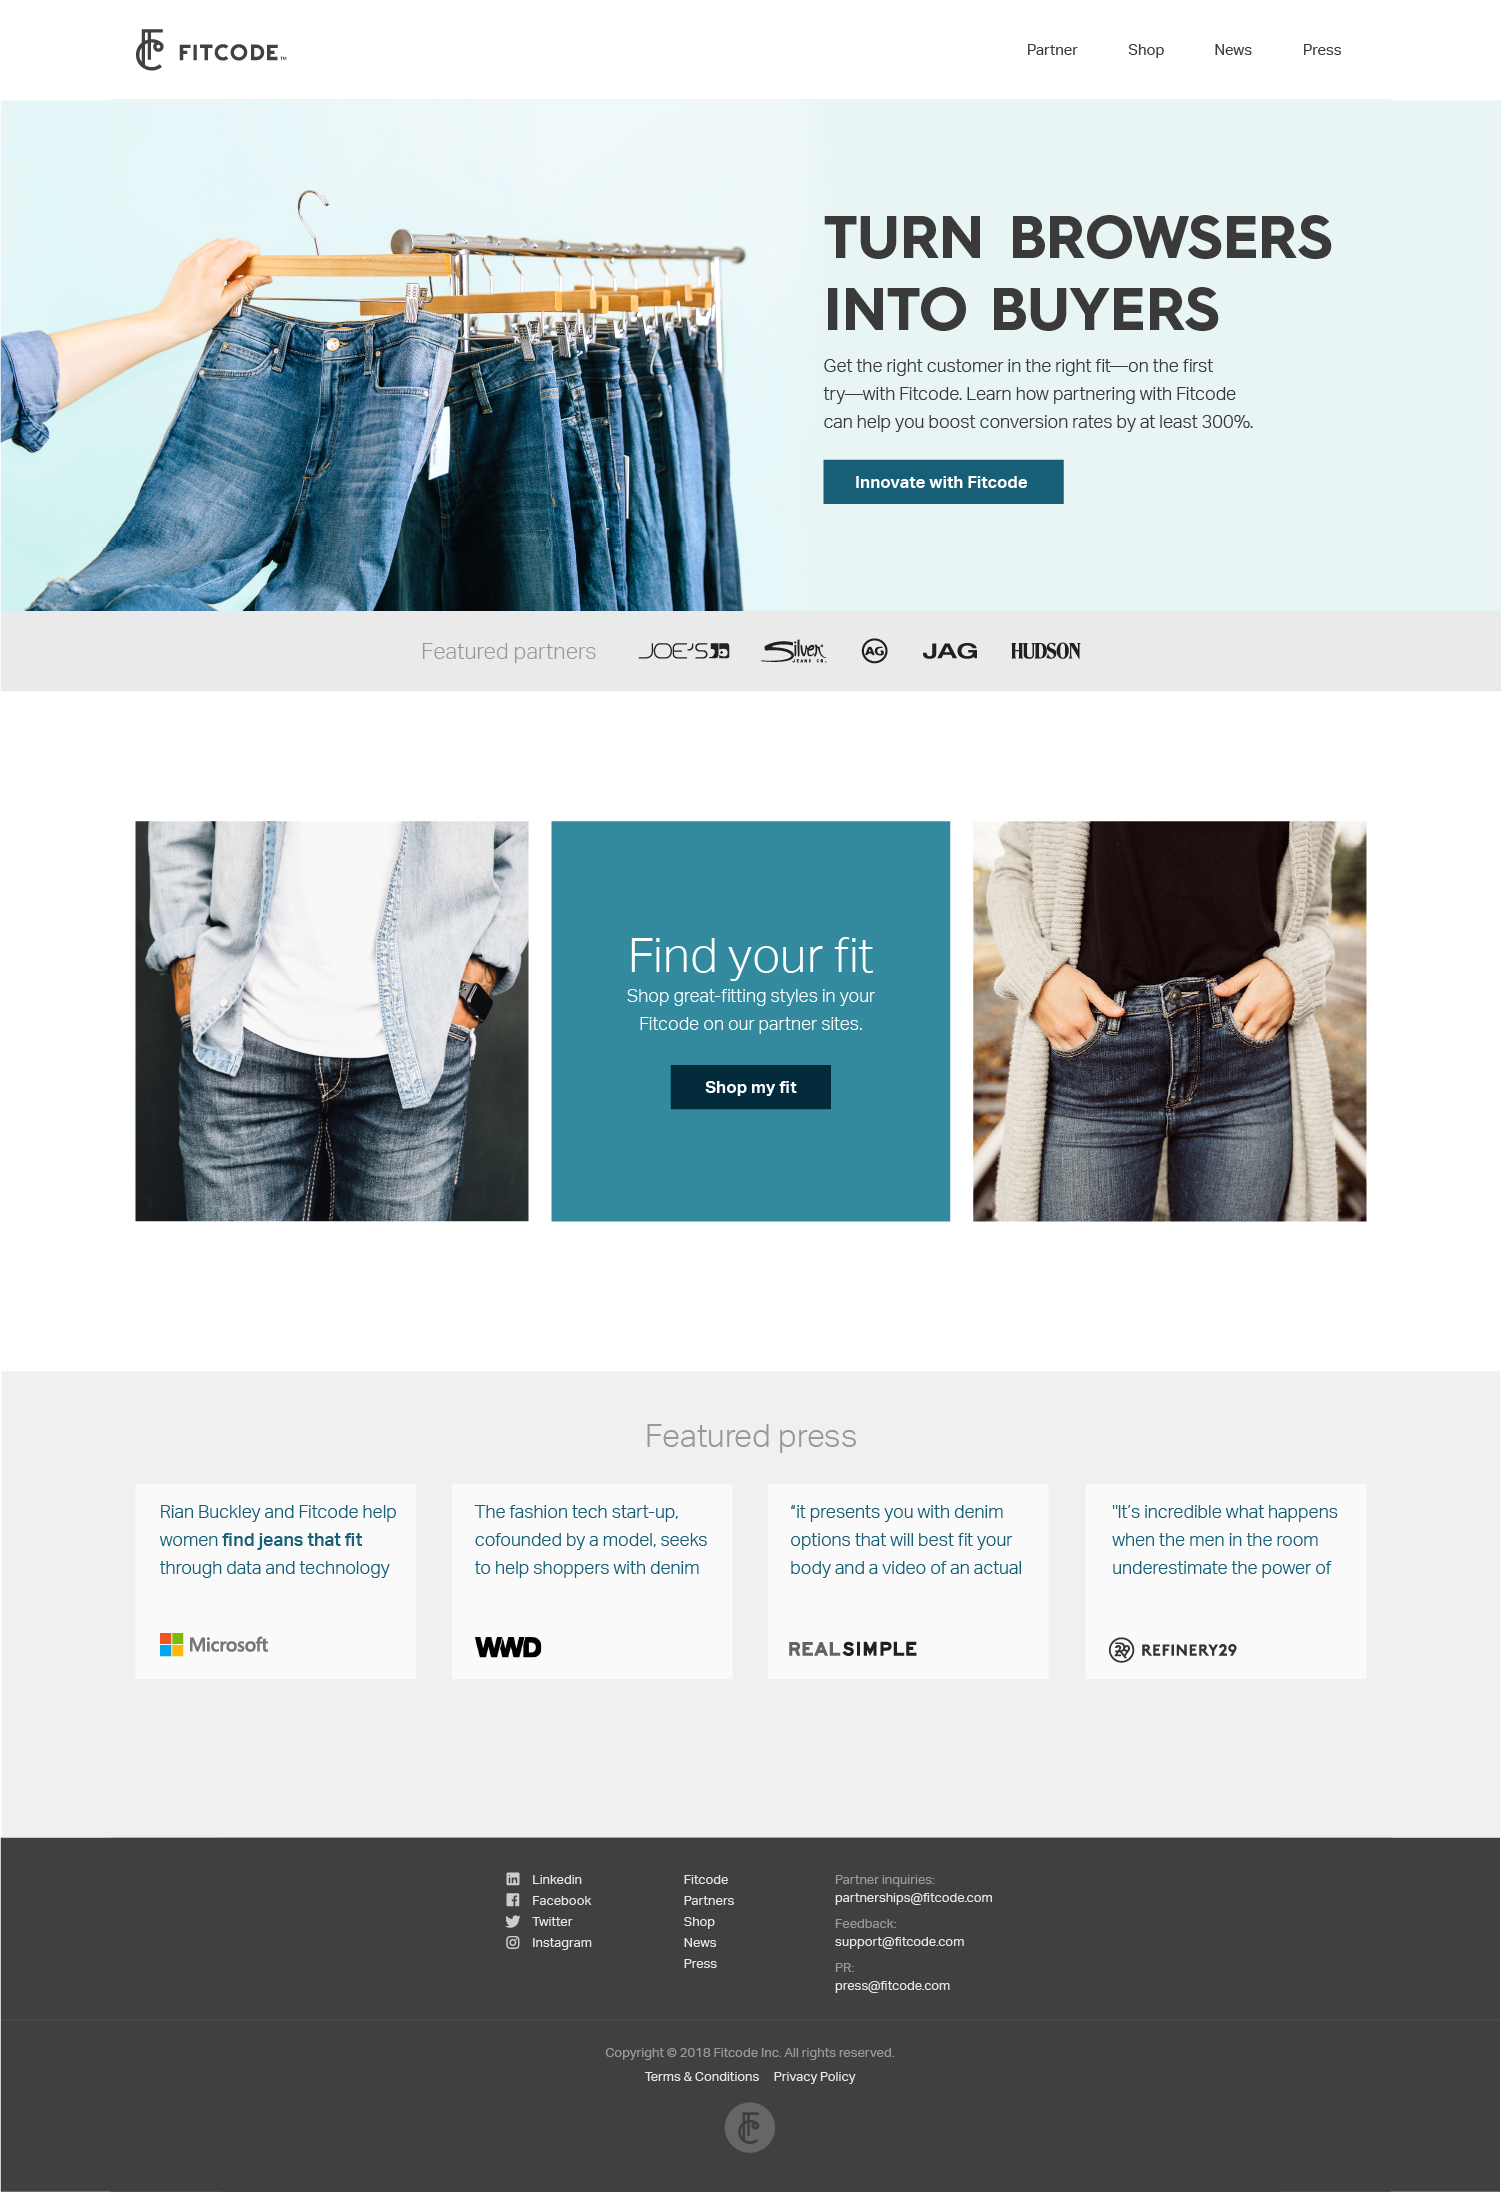 FITCODE™
Partner Shop News Press
TURN BROWSERS
INTO BUYERS
Get the right customer in the right fit—on the first
try—with Fitcode. Learn how partnering with Fitcode
can help you boost conversion rates by at least 300%.
Innovate with Fitcode
Featured partners
JOE'S
Silver
JEANS CO.
AG
JAG
HUDSON
Find your fit
Shop great-fitting styles in your
Fitcode on our partner sites.
Shop my fit
Featured press
Rian Buckley and Fitcode help
women find jeans that fit
through data and technology
Microsoft
The fashion tech start-up,
cofounded by a model, seeks
to help shoppers with denim
WWD
“it presents you with denim
options that will best fit your
body and a video of an actual
REALSIMPLE
"It’s incredible what happens
when the men in the room
underestimate the power of
29 REFINERY29
Linkedin
Facebook
Twitter
Instagram
Fitcode
Partners
Shop
News
Press
Partner inquiries:
partnerships@fitcode.com
Feedback:
support@fitcode.com
PR:
press@fitcode.com
Copyright © 2018 Fitcode Inc. All rights reserved.
Terms & Conditions Privacy Policy